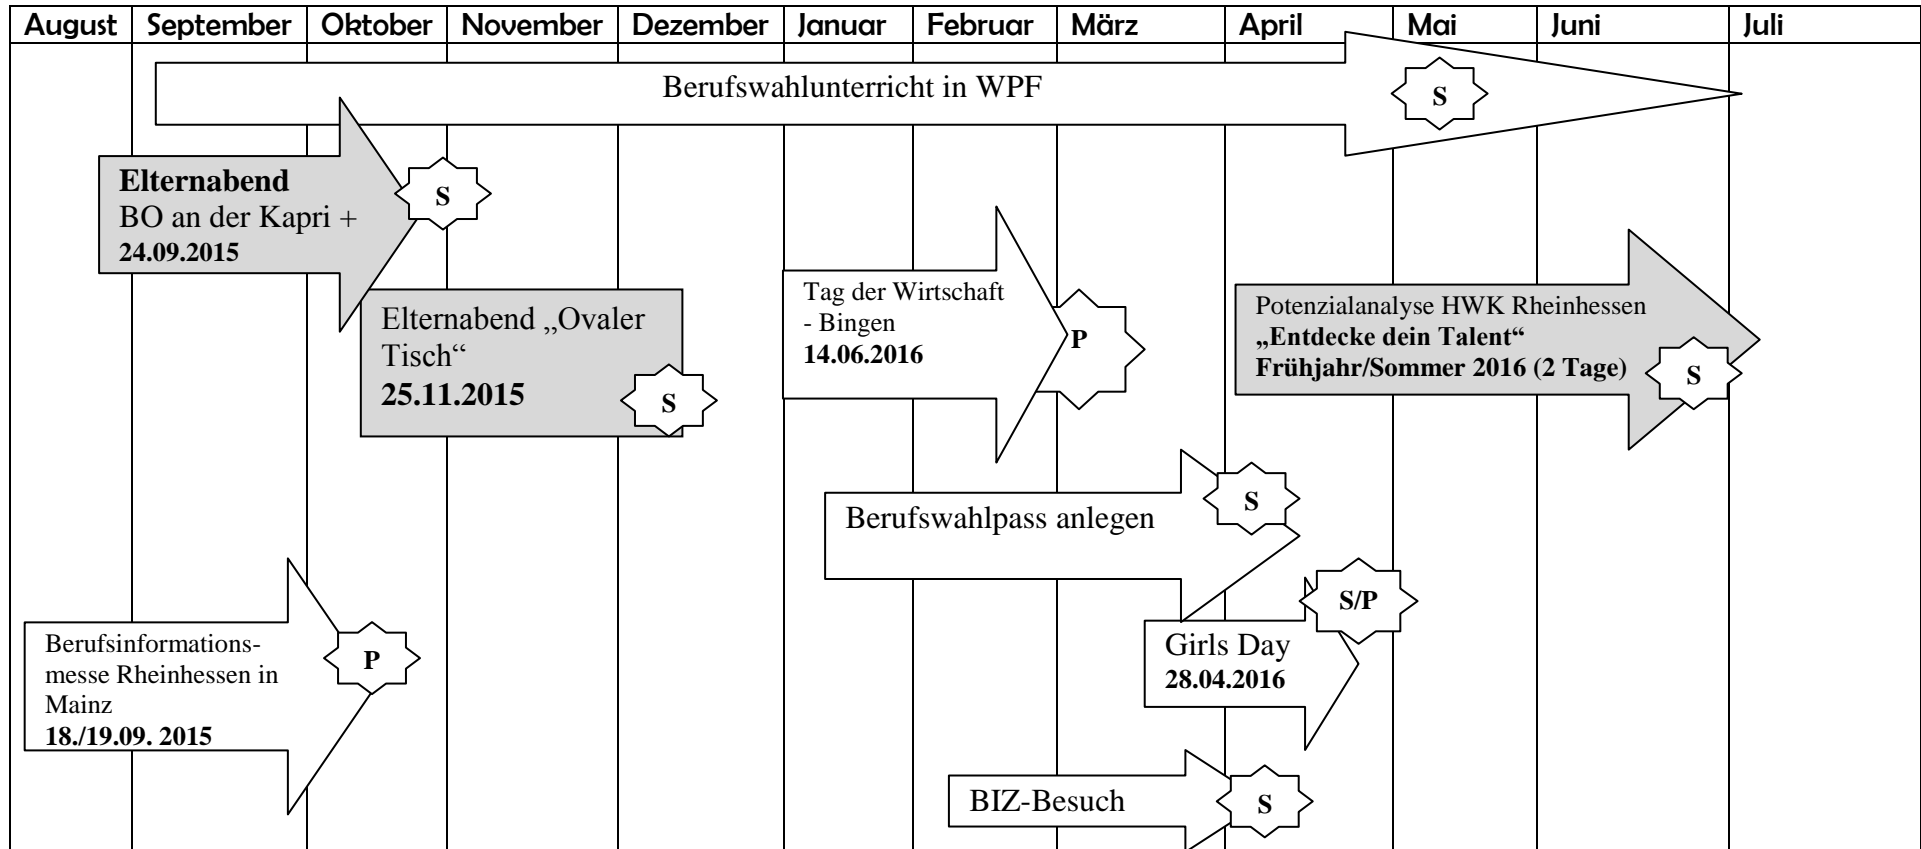 August September Oktober November Dezember Januar Februar März April Mai Juni Juli
Berufswahlunterricht in WPF
S
Elternabend
BO an der Kapri +
24.09.2015
S
Elternabend „Ovaler
Tisch“
25.11.2015
S
Tag der Wirtschaft
- Bingen
14.06.2016
P
Potenzialanalyse HWK Rheinhessen
„Entdecke dein Talent“
Frühjahr/Sommer 2016 (2 Tage)
S
Berufswahlpass anlegen
S
Berufsinformations-
messe Rheinhessen in
Mainz
18./19.09. 2015
P
Girls Day
28.04.2016
S/P
BIZ-Besuch
S